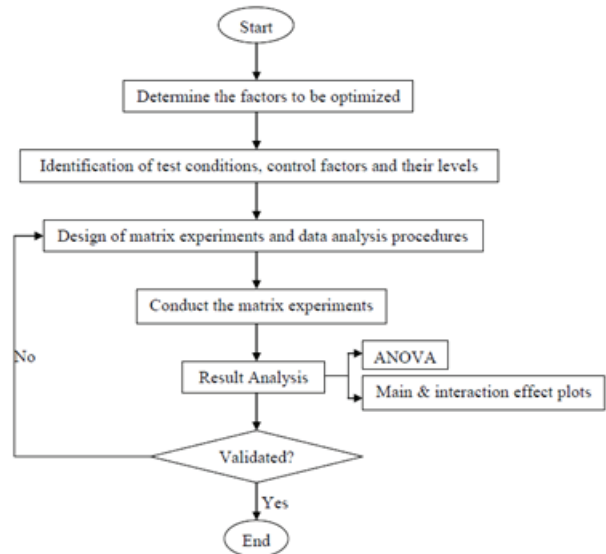 Start
Determine the factors to be optimized
Identification of test conditions, control factors and their levels
Design of matrix experiments and data analysis procedures
Conduct the matrix experiments
No
ANOVA
Result Analysis
Main & interaction effect plots
Validated?
Yes
End